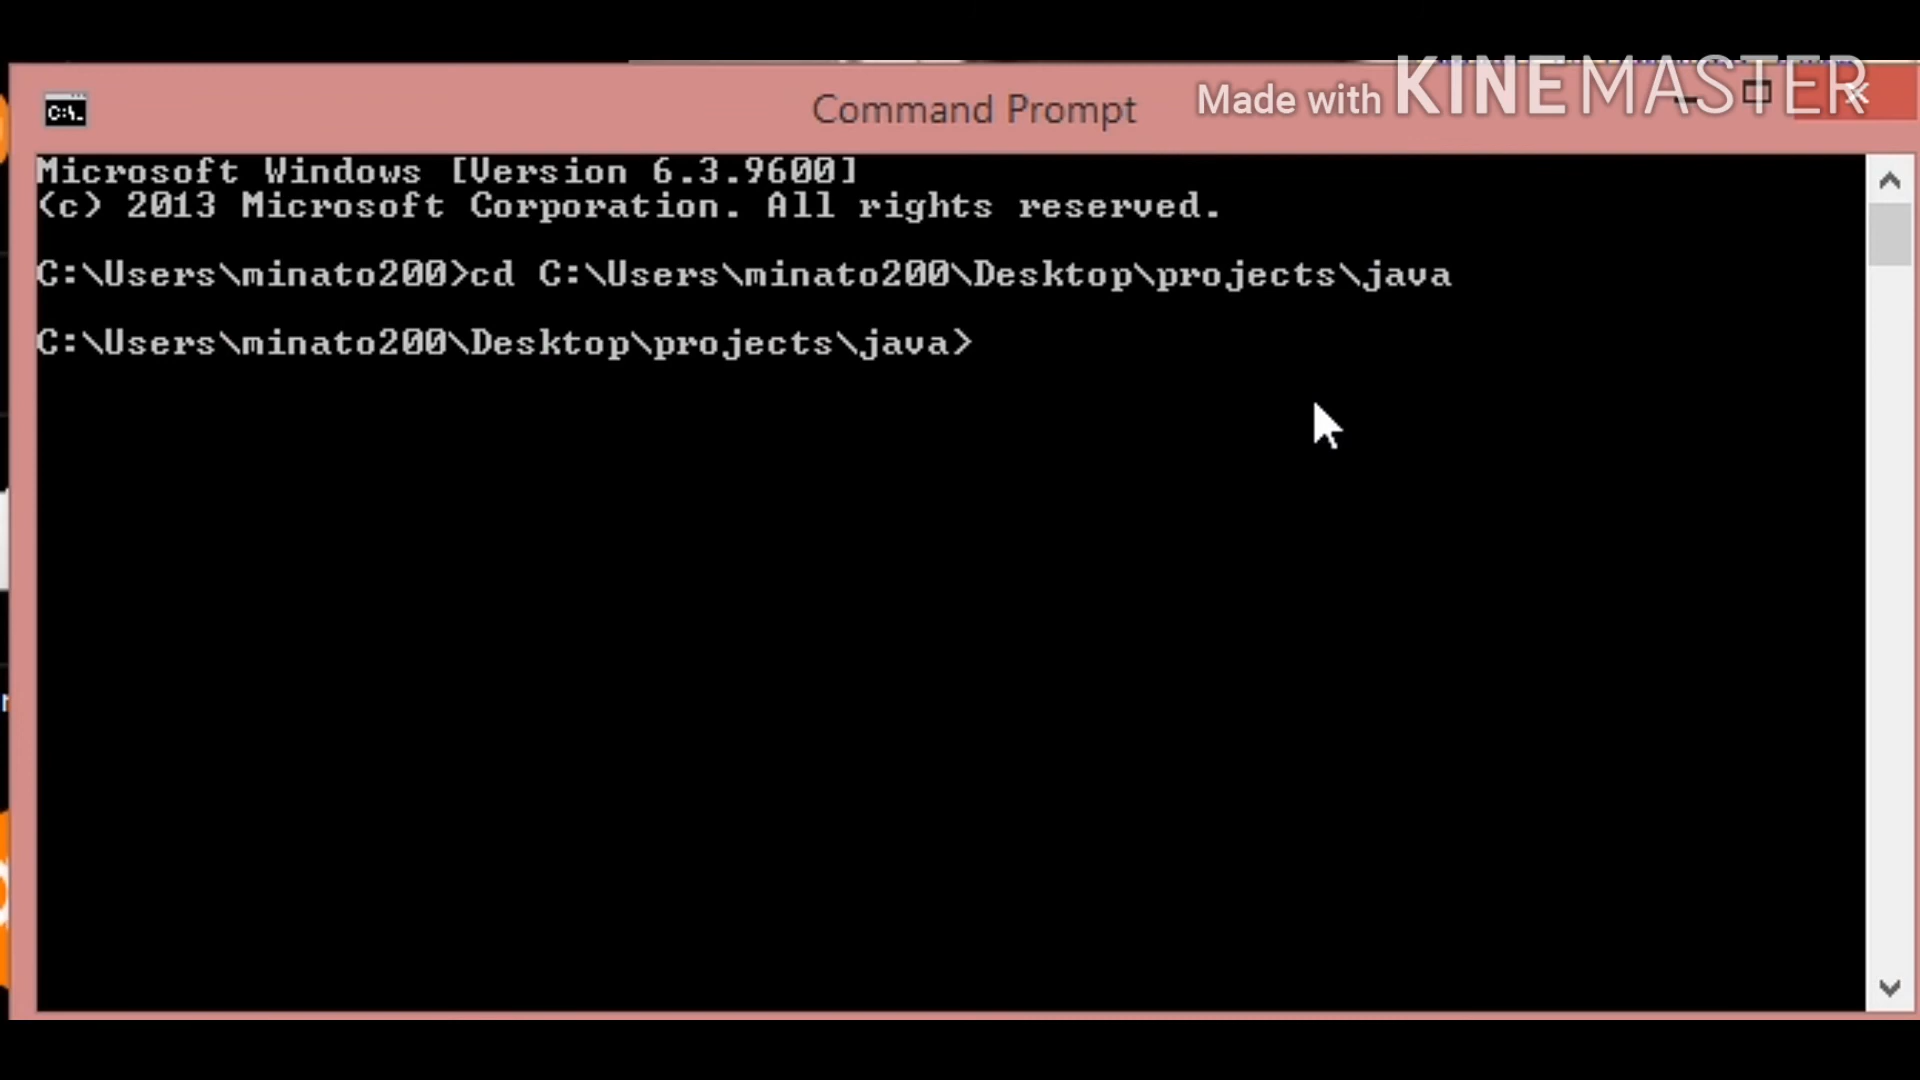 Made with KINEMASTER
C:\.
Command Prompt
Microsoft Windows [Version 6.3.9600]
(c) 2013 Microsoft Corporation. All rights reserved.
C:\Users\minato200>cd C:\Users\minato200\Desktop\projects\java
C:\Users\minato200\Desktop\projects\java>